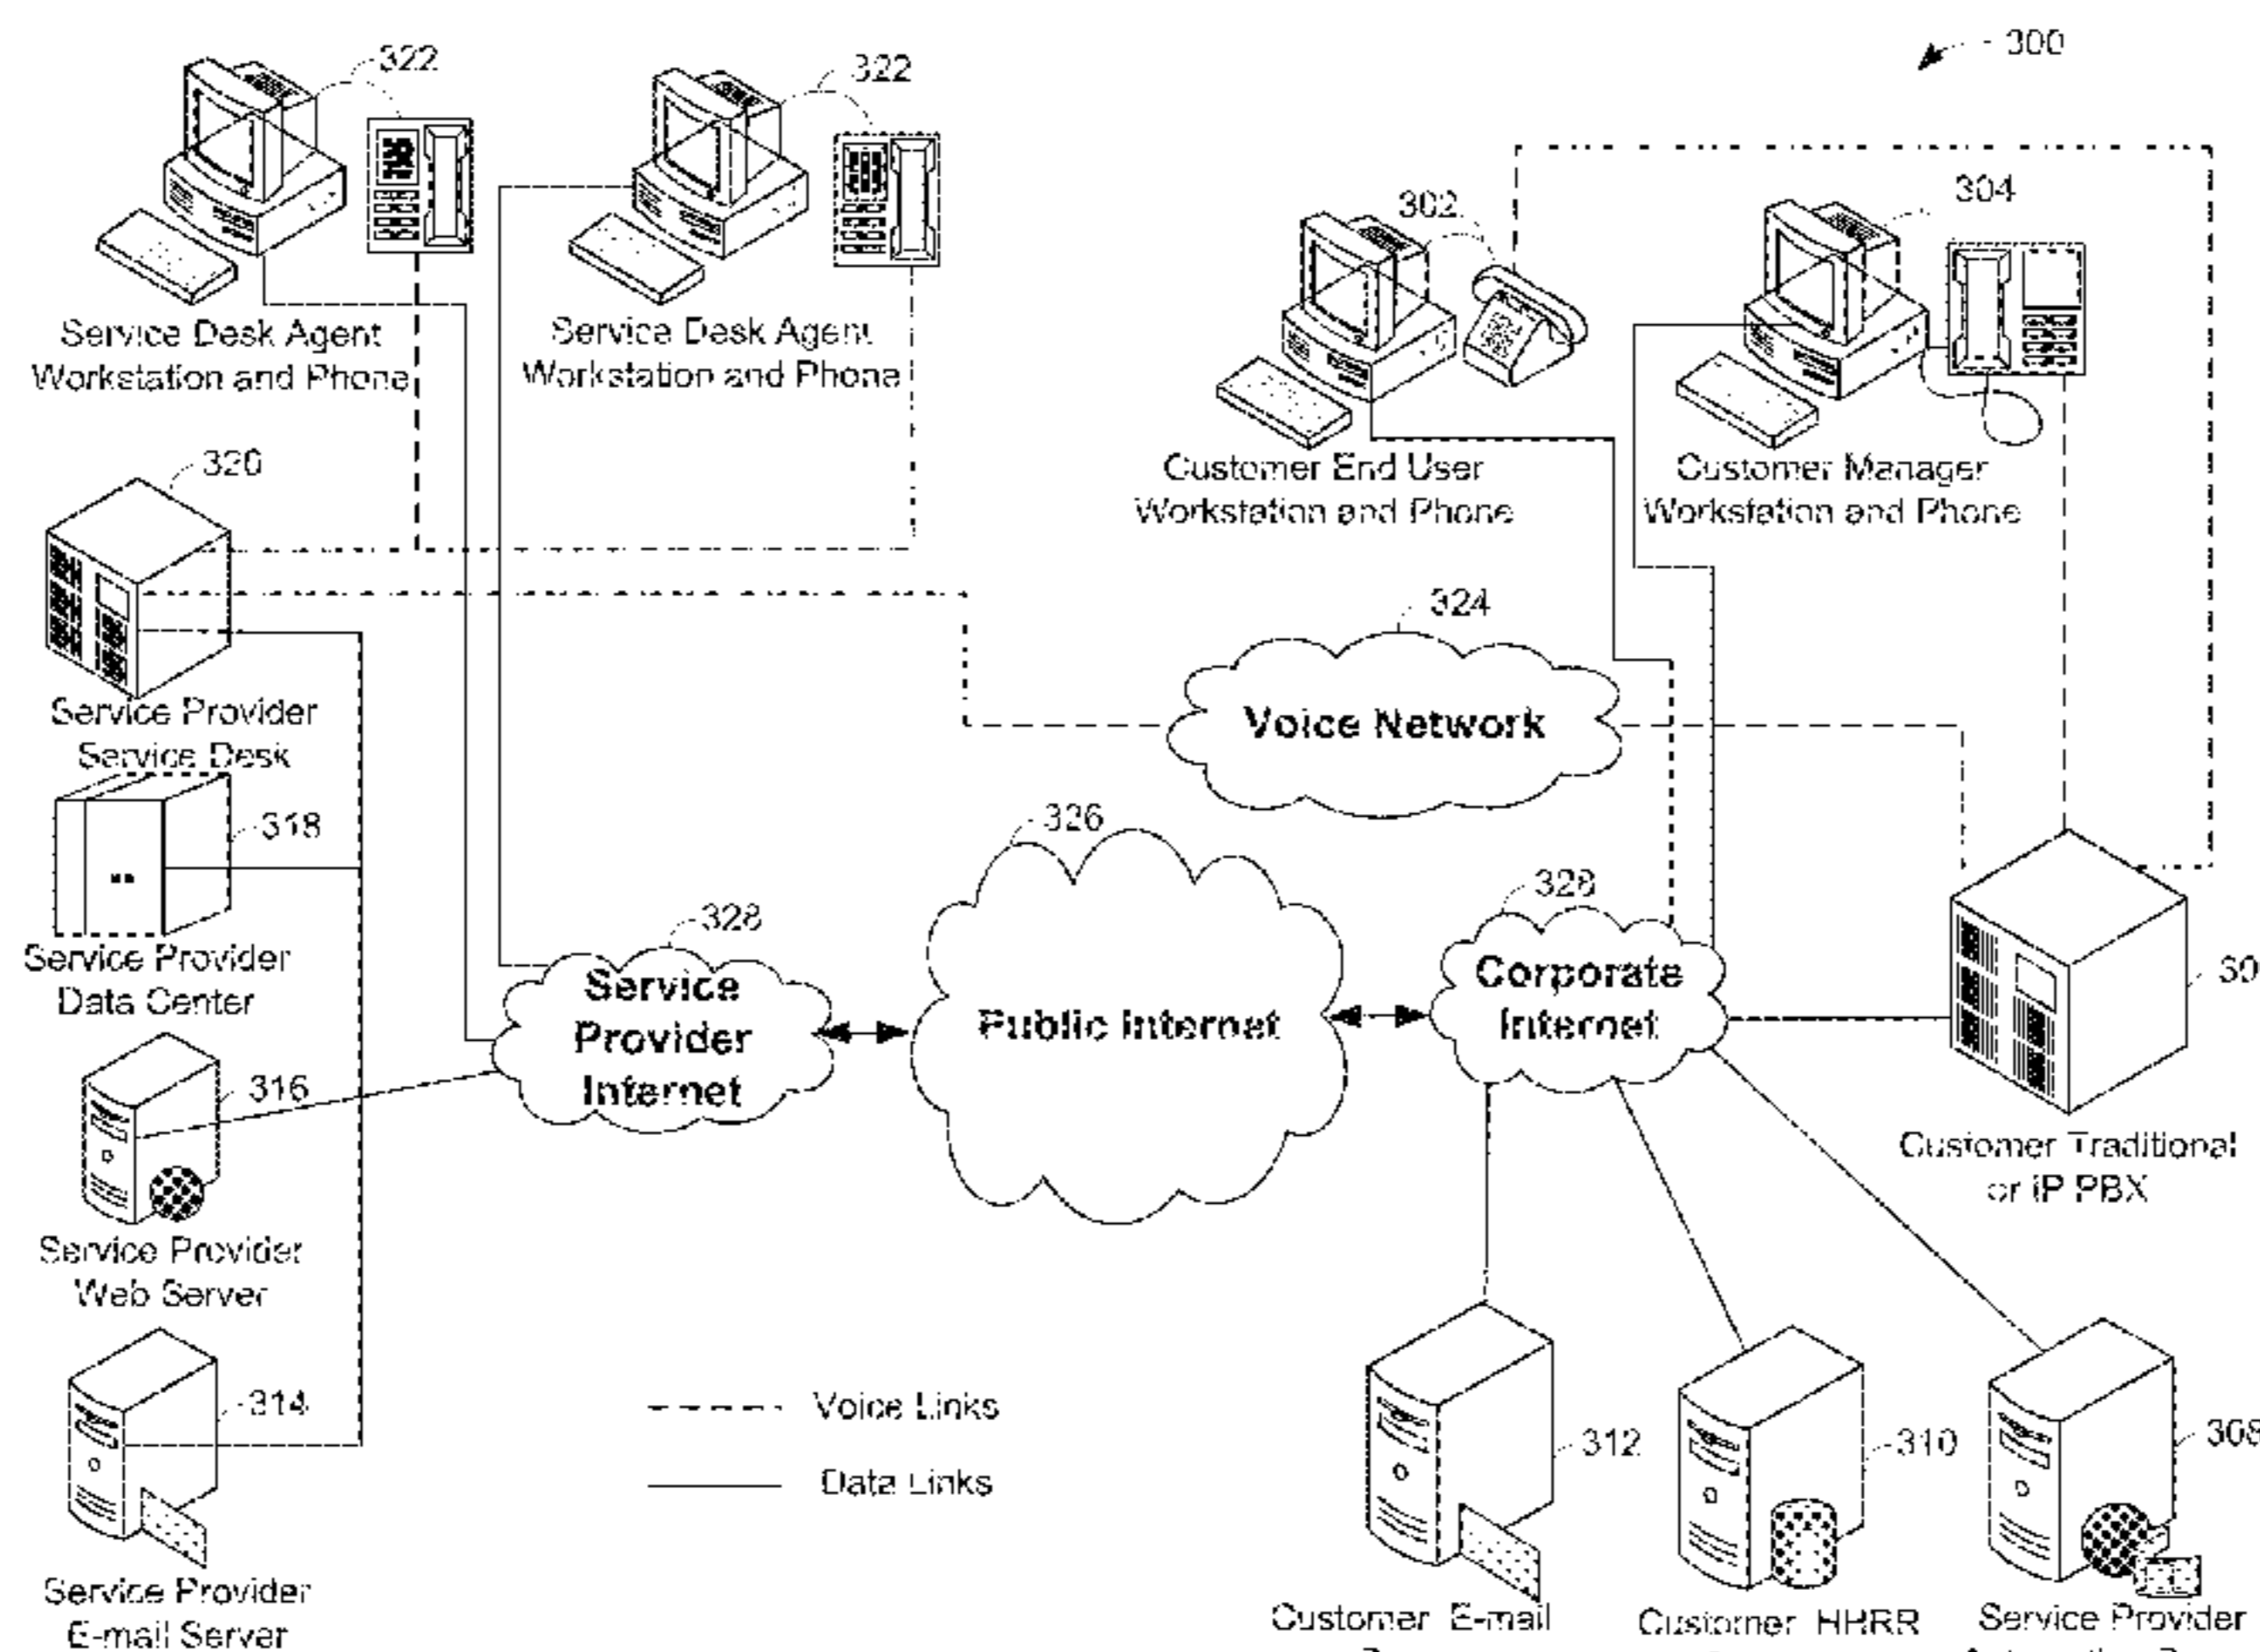 322
322
300
302
304
Service Desk Agent
Workstation and Phone
Service Desk Agent
Workstation and Phone
Customer End User
Workstation and Phone
Customer Manager
Workstation and Phone
320
324
Service Provider
Service Desk
Voice Network
318
326
328
328
Service Provider
Data Center
Service
Provider
Internet
Public Internet
Corporate
Internet
316
Customer Traditional
or IP PBX
Service Provider
Web Server
314
Voice Links
Data Links
312
310
308
Service Provider
E-mail Server
Customer E-mail
Customer HHRR
Service Provider